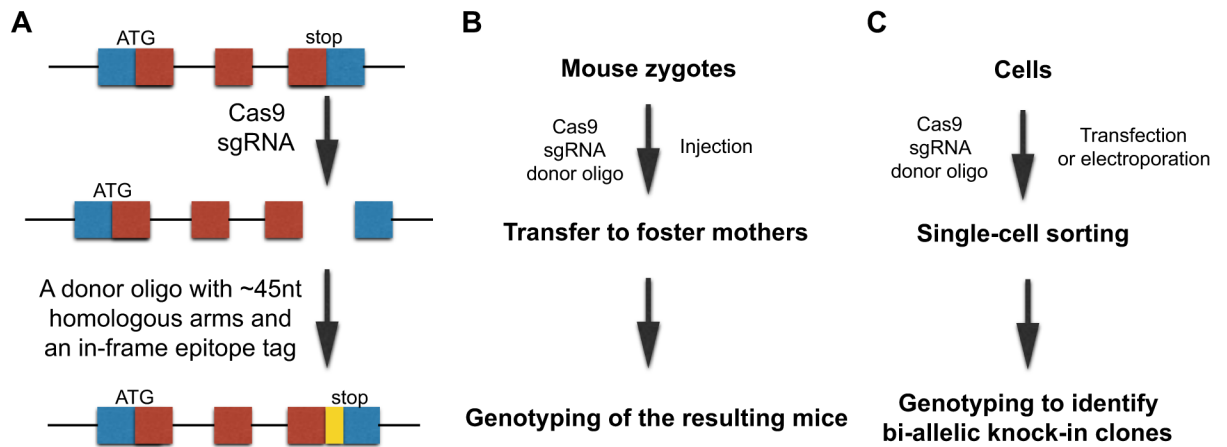 A
ATG
stop
Cas9
sgRNA
ATG
A donor oligo with ~45nt
homologous arms and
an in-frame epitope tag
ATG
stop
B
Mouse zygotes
Cas9
sgRNA
donor oligo
Injection
Transfer to foster mothers
Genotyping of the resulting mice
C
Cells
Cas9
sgRNA
donor oligo
Transfection
or electroporation
Single-cell sorting
Genotyping to identify
bi-allelic knock-in clones